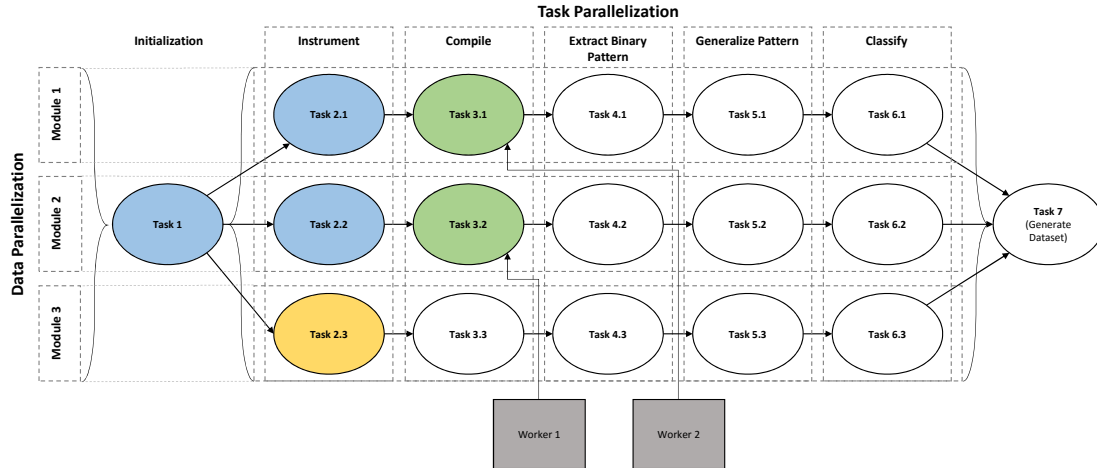 Task Parallelization
Initialization
Instrument
Compile
Extract Binary
Pattern
Generalize Pattern
Classify
Data Parallelization
Module 1
Task 2.1
Task 3.1
Task 4.1
Task 5.1
Task 6.1
Module 2
Task 1
Task 2.2
Task 3.2
Task 4.2
Task 5.2
Task 6.2
Task 7
(Generate
Dataset)
Module 3
Task 2.3
Task 3.3
Task 4.3
Task 5.3
Task 6.3
Worker 1
Worker 2